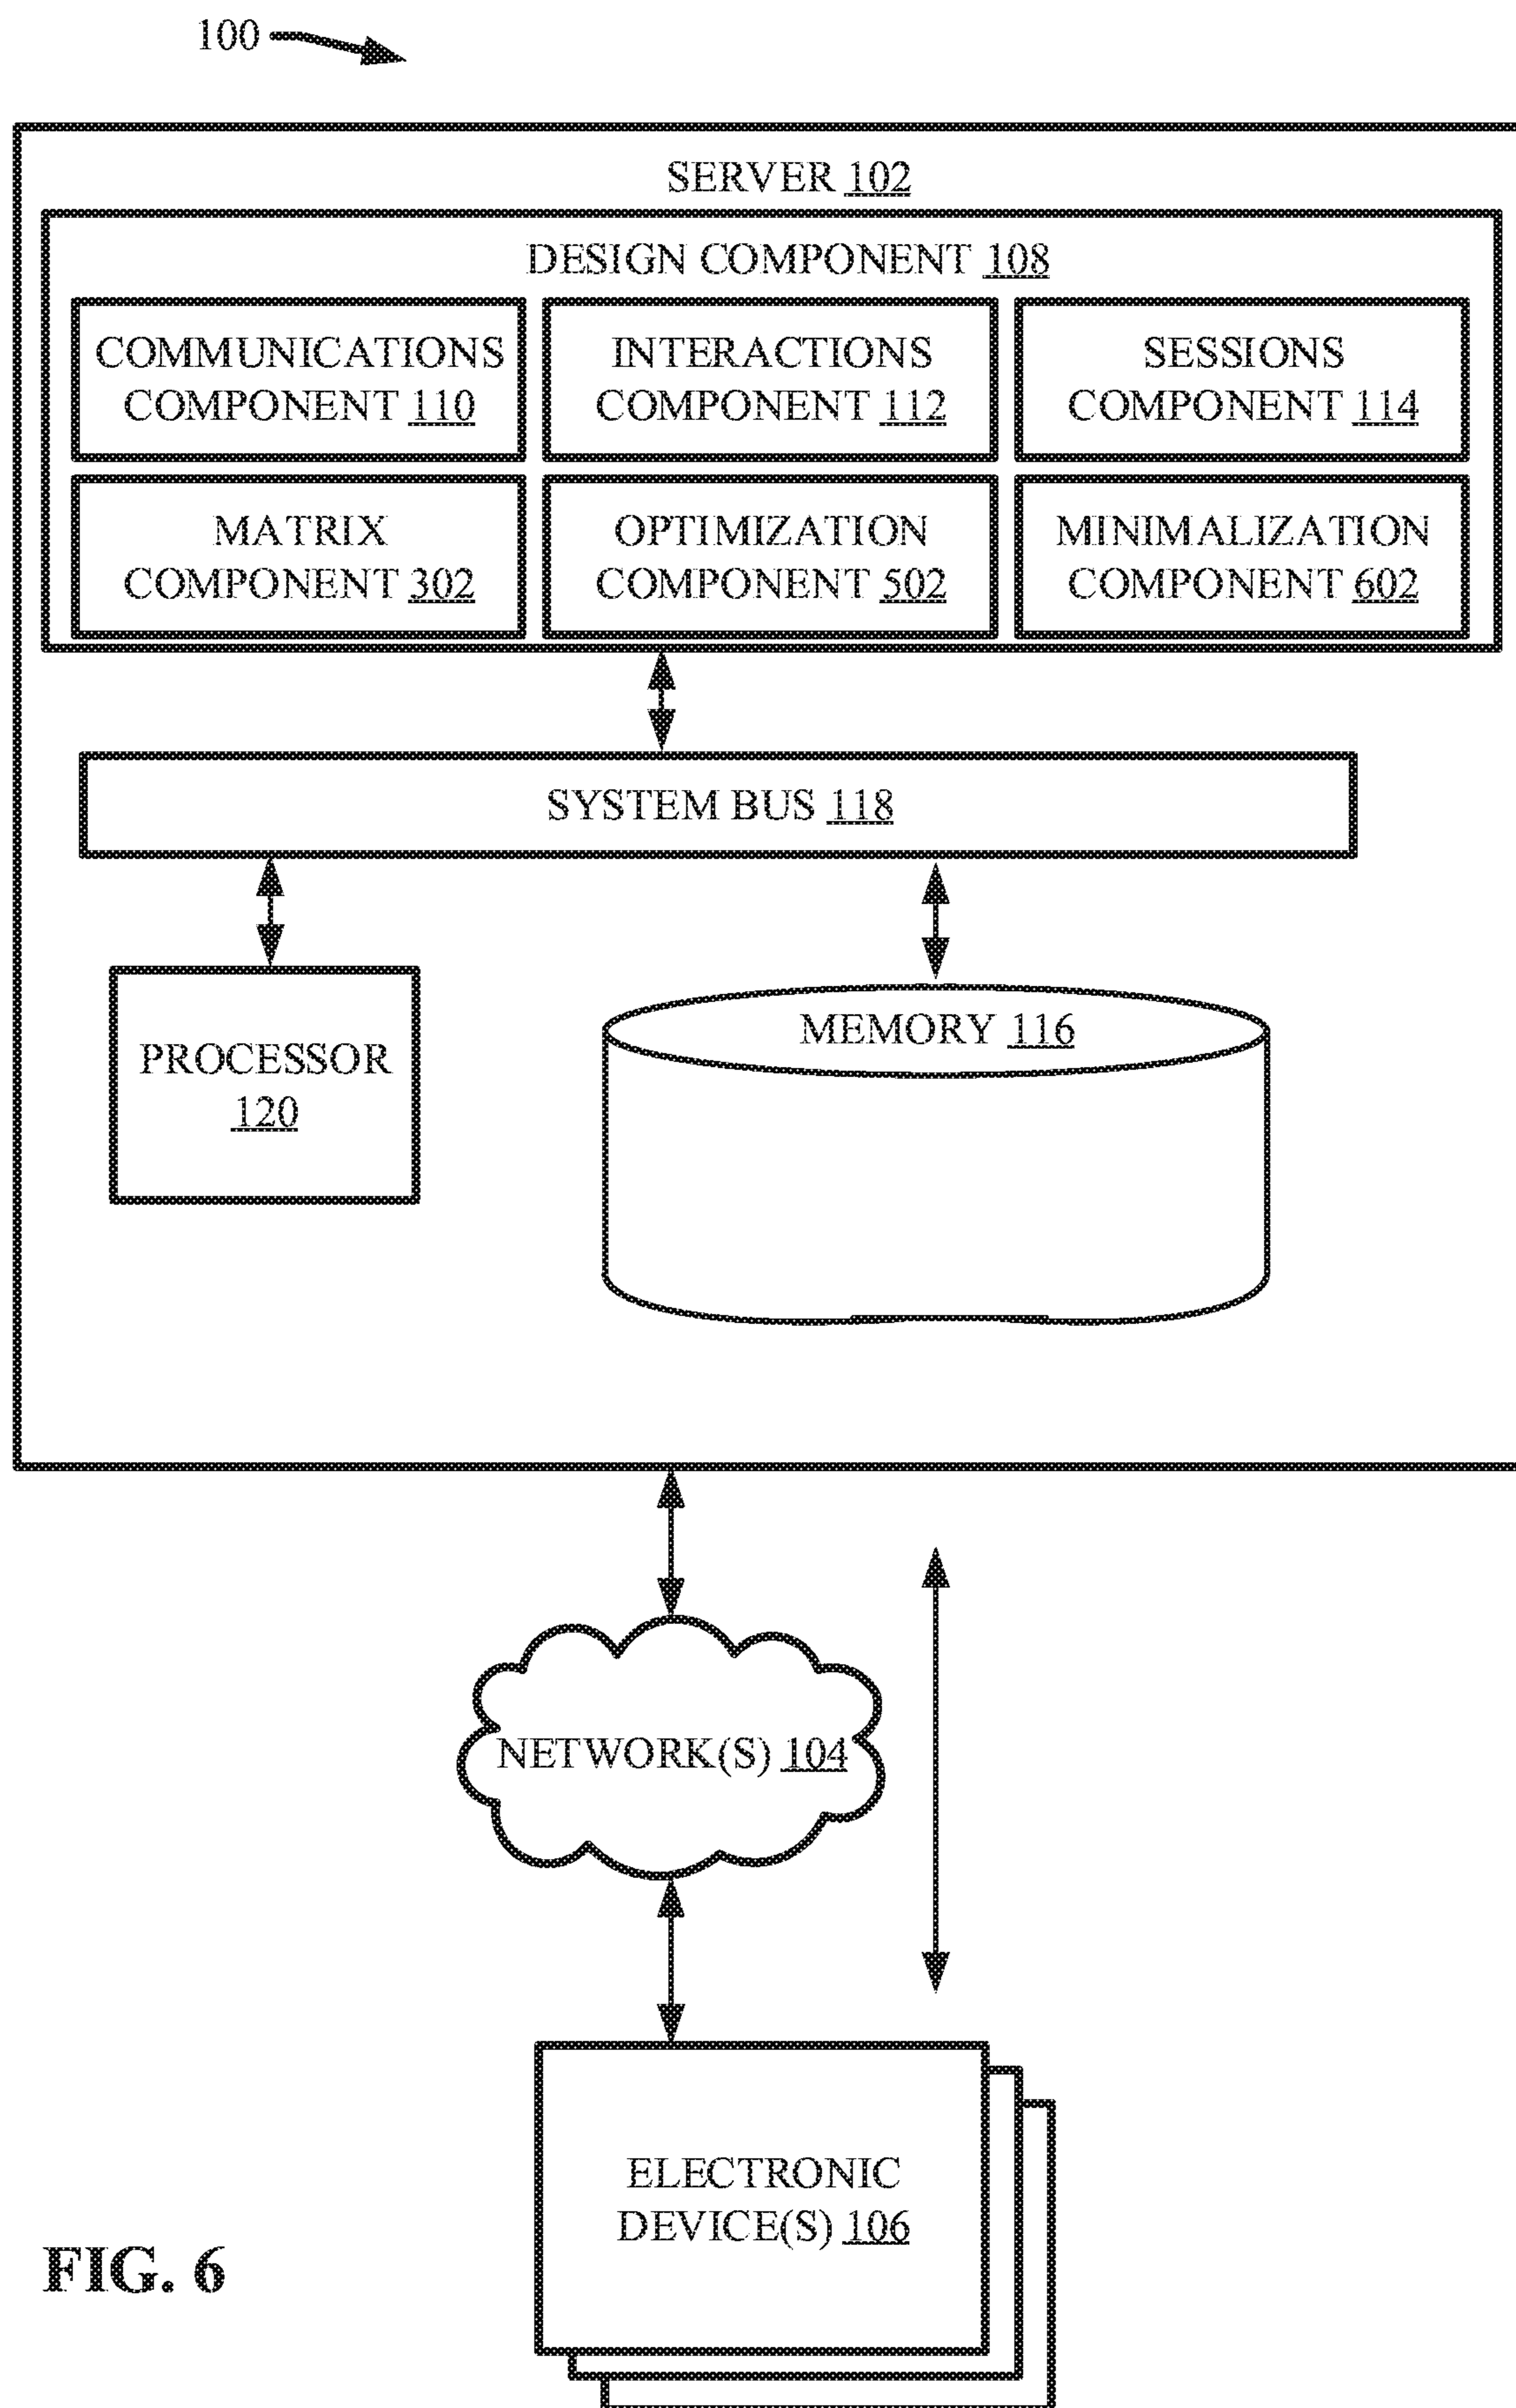 100
SERVER 102
DESIGN COMPONENT 108
COMMUNICATIONS
COMPONENT 110
INTERACTIONS
COMPONENT 112
SESSIONS
COMPONENT 114
MATRIX
COMPONENT 302
OPTIMIZATION
COMPONENT 502
MINIMALIZATION
COMPONENT 602
SYSTEM BUS 118
PROCESSOR
120
MEMORY 116
NETWORK(S) 104
ELECTRONIC
DEVICE(S) 106
FIG. 6